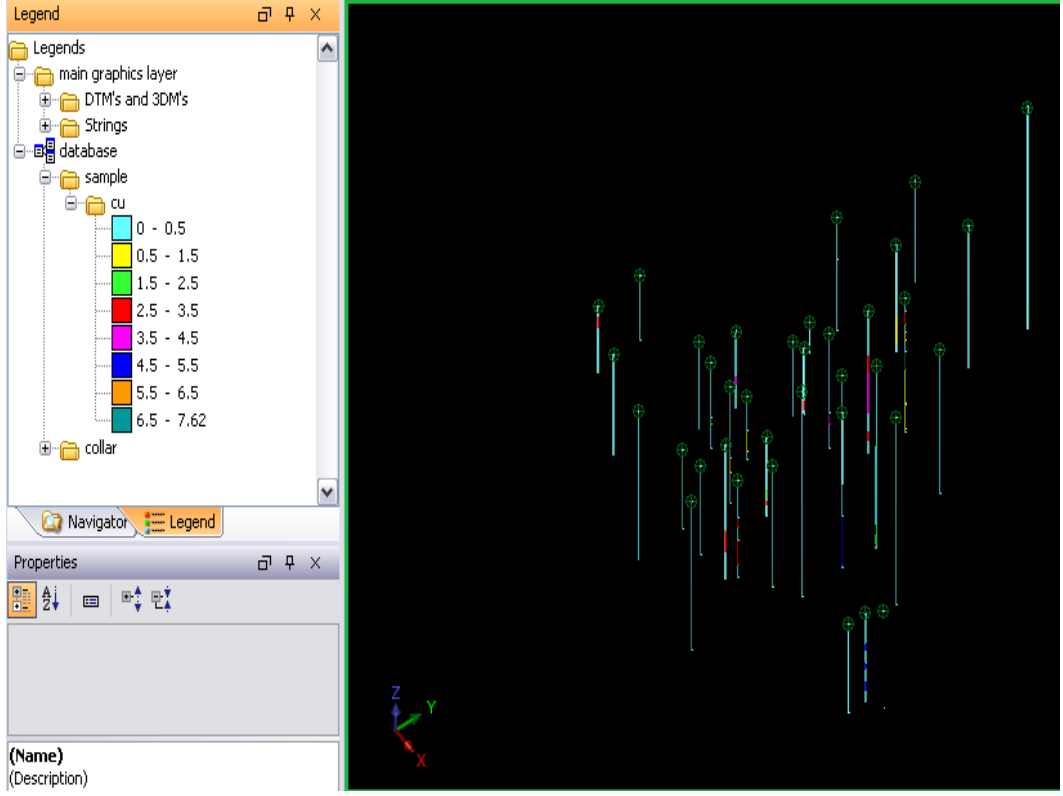 Legend
Legends
main graphics layer
DTM's and 3DM's
Strings
database
sample
cu
0 - 0.5
0.5 - 1.5
1.5 - 2.5
2.5 - 3.5
3.5 - 4.5
4.5 - 5.5
5.5 - 6.5
6.5 - 7.62
collar
Navigator Legend
Properties
A
Z
(Name)
(Description)
Z
Y
X